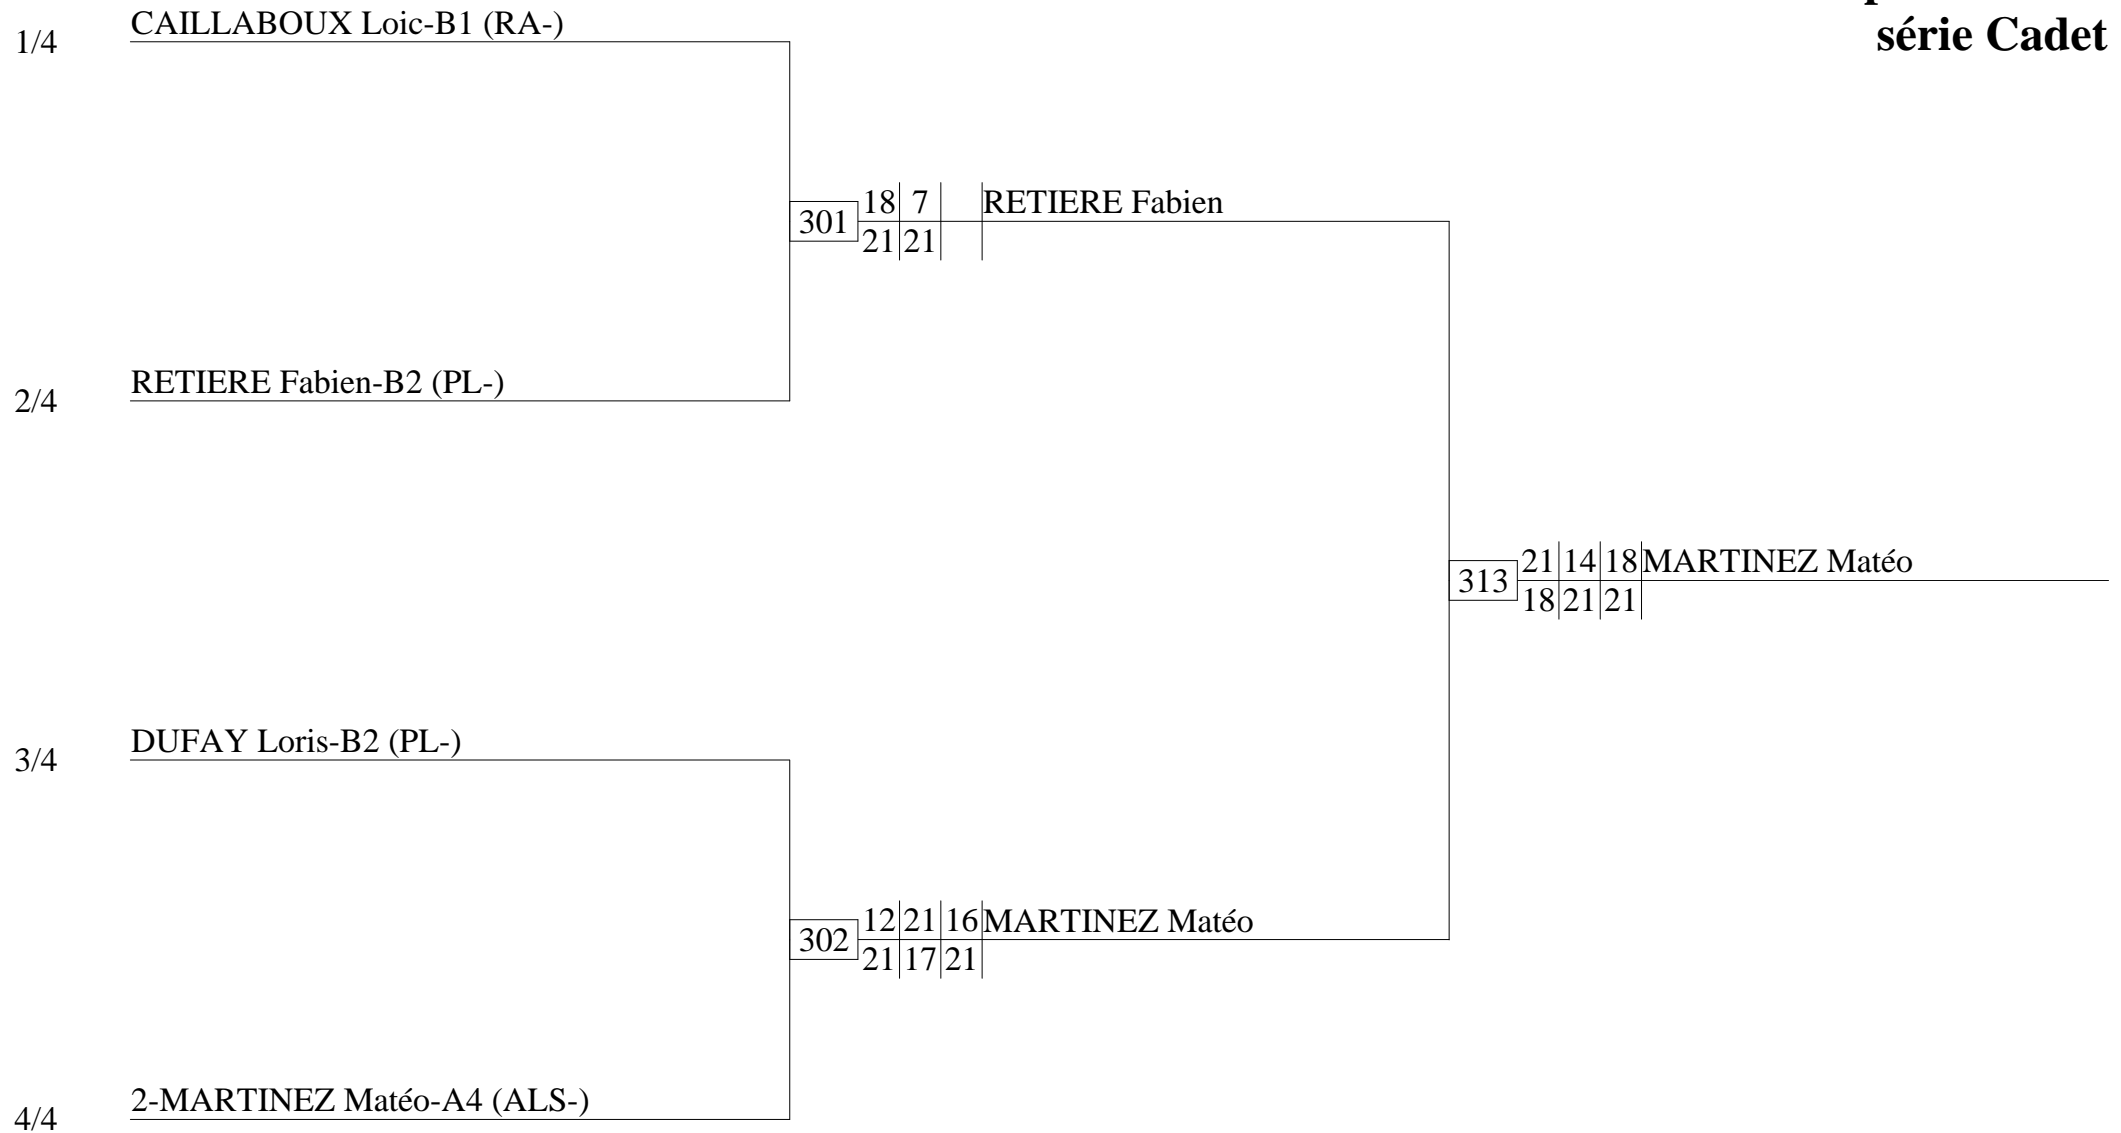 série Cadet
1/4 CAILLABOUX Loic-B1 (RA-)
301 18 7 RETIERE Fabien
21 21
2/4 RETIERE Fabien-B2 (PL-)
313 21 14 18 MARTINEZ Matéo
18 21 21
3/4 DUFAY Loris-B2 (PL-)
302 12 21 16 MARTINEZ Matéo
21 17 21
4/4 2-MARTINEZ Matéo-A4 (ALS-)